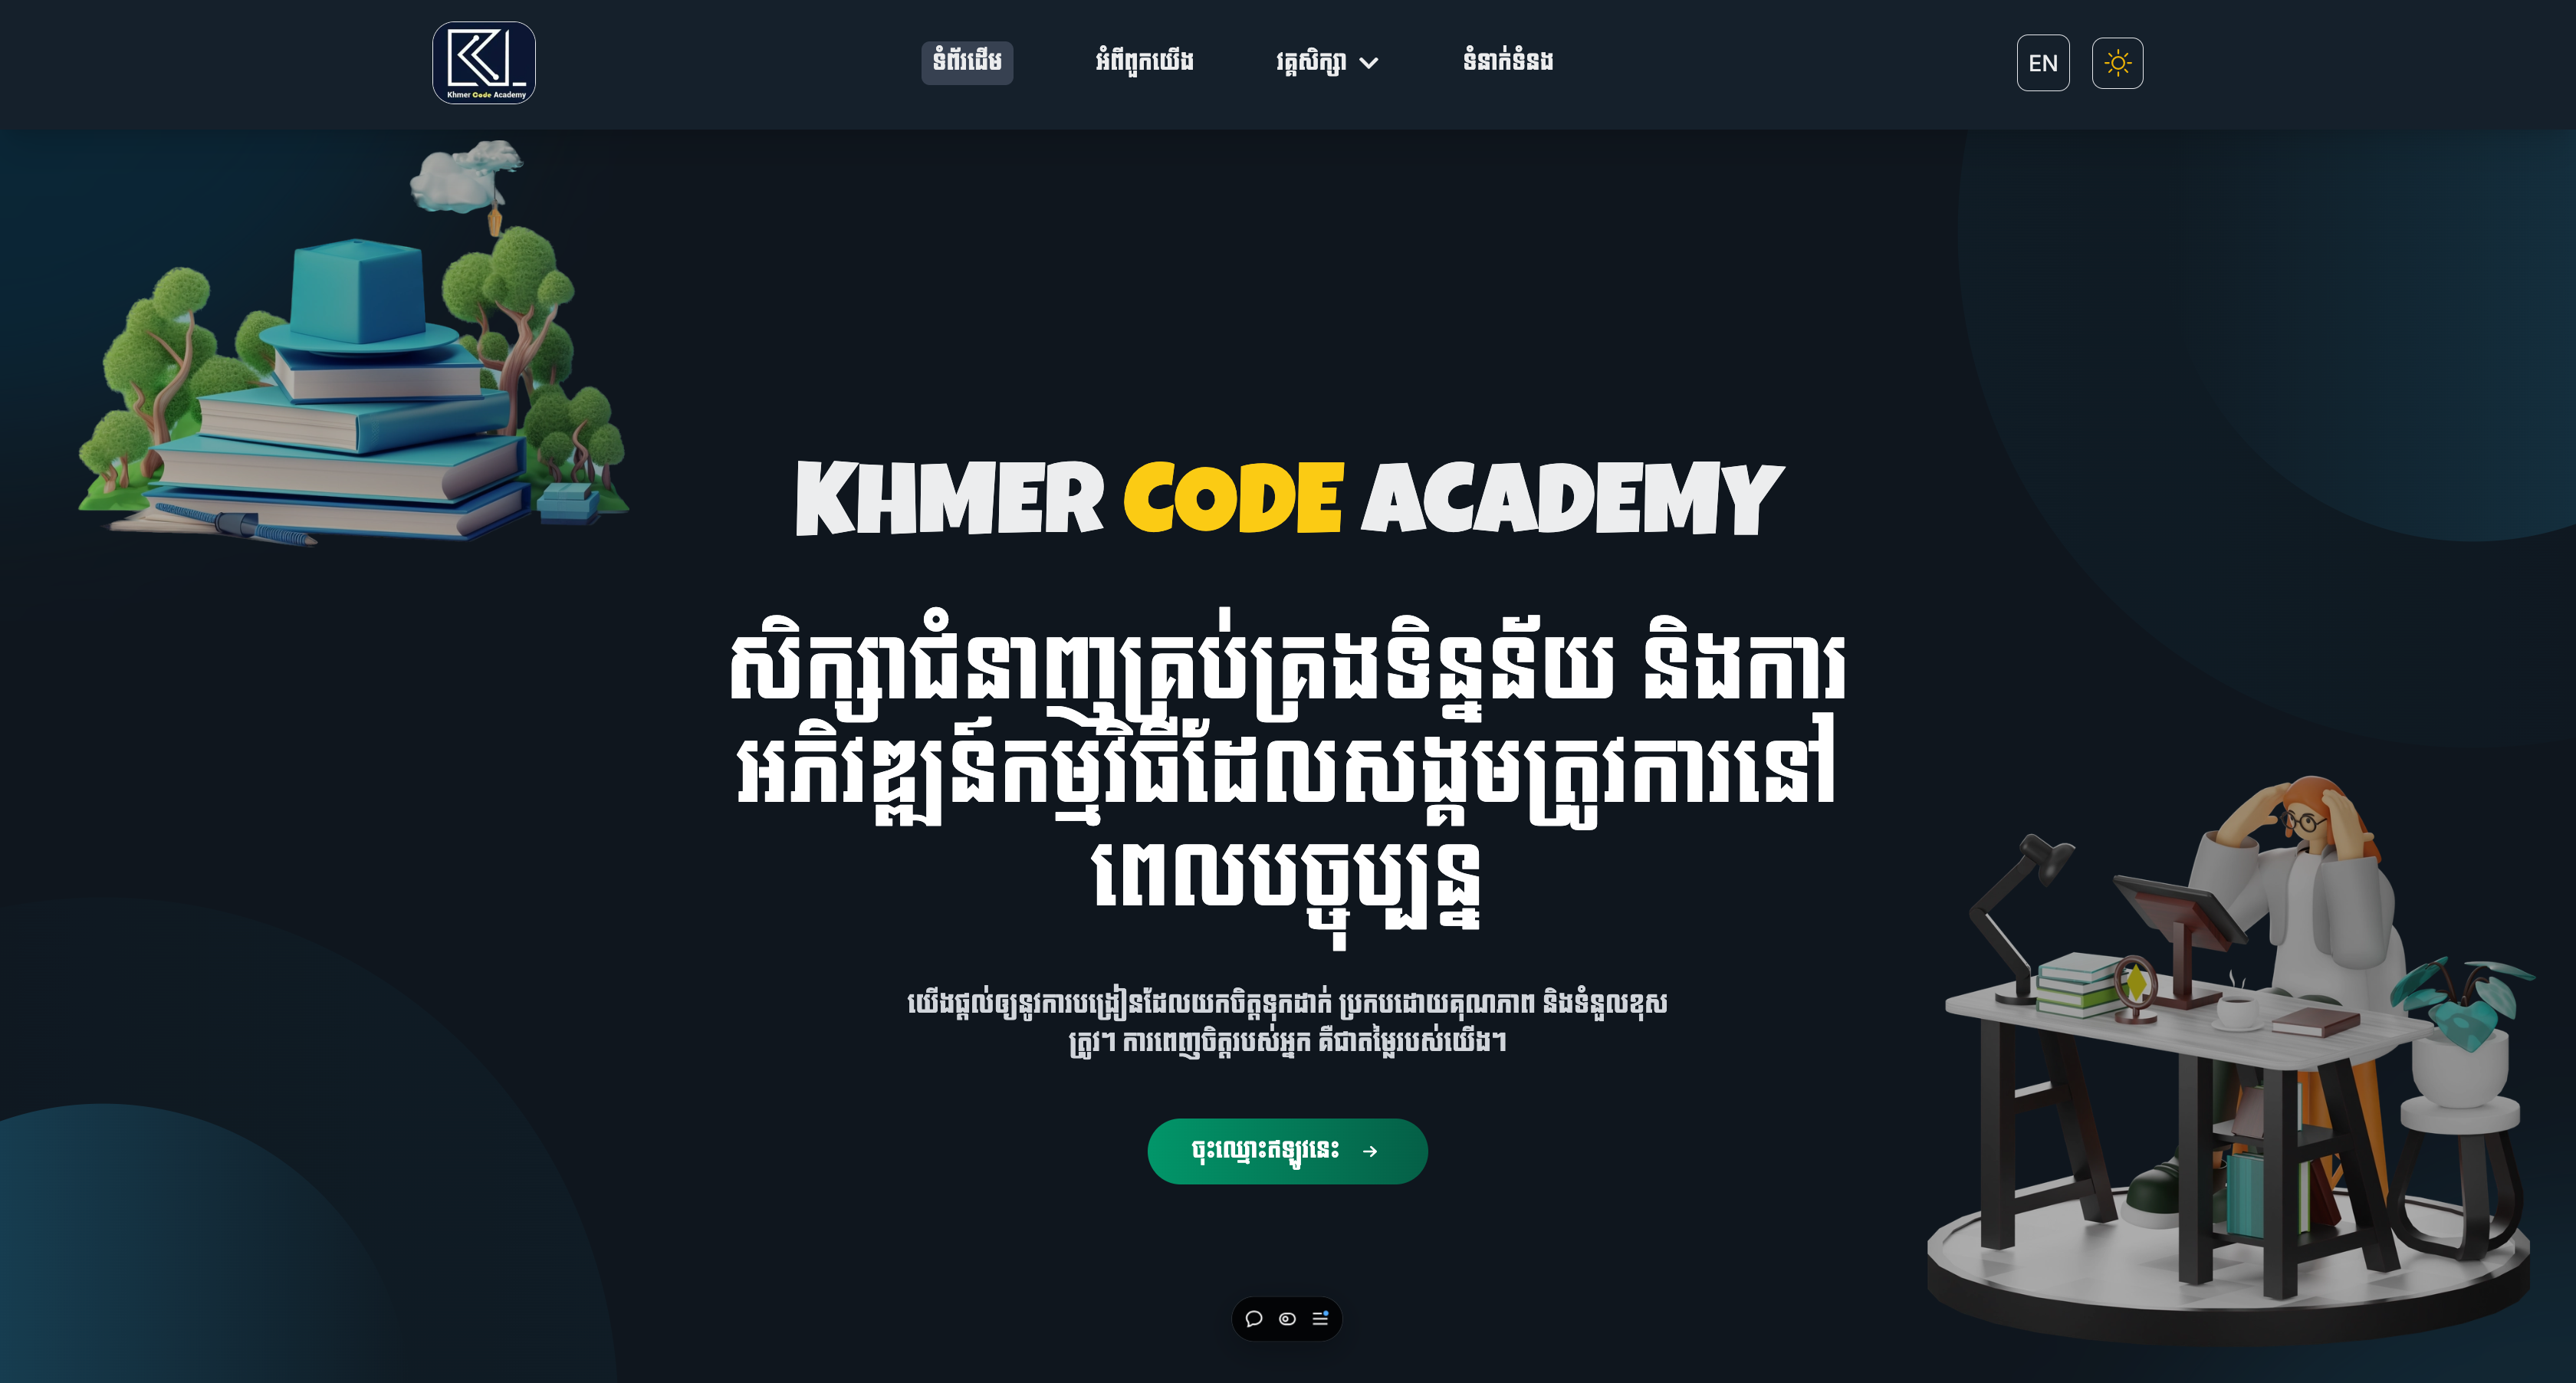 Khmer Code Academy
ទំព័រដើម
អំពីពួកយើង
វគ្គសិក្សា
ទំនាក់ទំនង
EN
KHMER CODE ACADEMY
សិក្សាជំនាញគ្រប់គ្រងទិន្នន័យ និងការ
អភិវឌ្ឍន៍កម្មវិធីដែលសង្គមត្រូវការនៅ
ពេលបច្ចុប្បន្ន
យើងផ្តល់ឲ្យនូវការបង្រៀនដែលយកចិត្តទុកដាក់ ប្រកបដោយគុណភាព និងទំនួលខុស
ត្រូវ។ ការពេញចិត្តរបស់អ្នក គឺជាតម្លៃរបស់យើង។
ចុះឈ្មោះឥឡូវនេះ